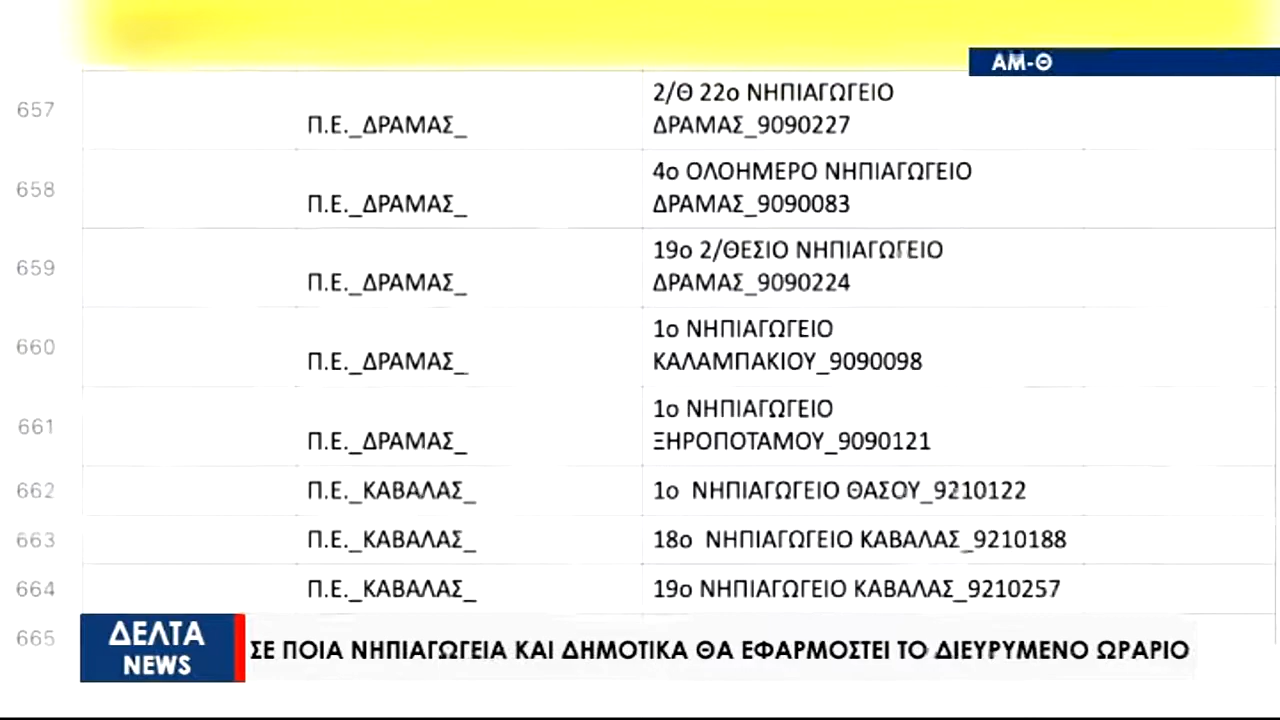 ΑΜ-Θ
657
Π.Ε._ΔΡΑΜΑΣ_
2/Θ 22ο ΝΗΠΙΑΓΩΓΕΙΟ
ΔΡΑΜΑΣ_9090227
658
Π.Ε._ΔΡΑΜΑΣ_
4ο ΟΛΟΗΜΕΡΟ ΝΗΠΙΑΓΩΓΕΙΟ
ΔΡΑΜΑΣ_9090083
659
Π.Ε._ΔΡΑΜΑΣ_
19ο 2/ΘΕΣΙΟ ΝΗΠΙΑΓΩΓΕΙΟ
ΔΡΑΜΑΣ_9090224
660
Π.Ε._ΔΡΑΜΑΣ_
1ο ΝΗΠΙΑΓΩΓΕΙΟ
ΚΑΛΑΜΠΑΚΙΟΥ_9090098
661
Π.Ε._ΔΡΑΜΑΣ_
1ο ΝΗΠΙΑΓΩΓΕΙΟ
ΞΗΡΟΠΟΤΑΜΟΥ_9090121
662 Π.Ε._ΚΑΒΑΛΑΣ_ 1ο ΝΗΠΙΑΓΩΓΕΙΟ ΘΑΣΟΥ_9210122
663 Π.Ε._ΚΑΒΑΛΑΣ_ 18ο ΝΗΠΙΑΓΩΓΕΙΟ ΚΑΒΑΛΑΣ_9210188
664 Π.Ε._ΚΑΒΑΛΑΣ_ 19ο ΝΗΠΙΑΓΩΓΕΙΟ ΚΑΒΑΛΑΣ_9210257
665
ΔΕΛΤΑ
NEWS
ΣΕ ΠΟΙΑ ΝΗΠΙΑΓΩΓΕΙΑ ΚΑΙ ΔΗΜΟΤΙΚΑ ΘΑ ΕΦΑΡΜΟΣΤΕΙ ΤΟ ΔΙΕΥΡΥΜΕΝΟ ΩΡΑΡΙΟ